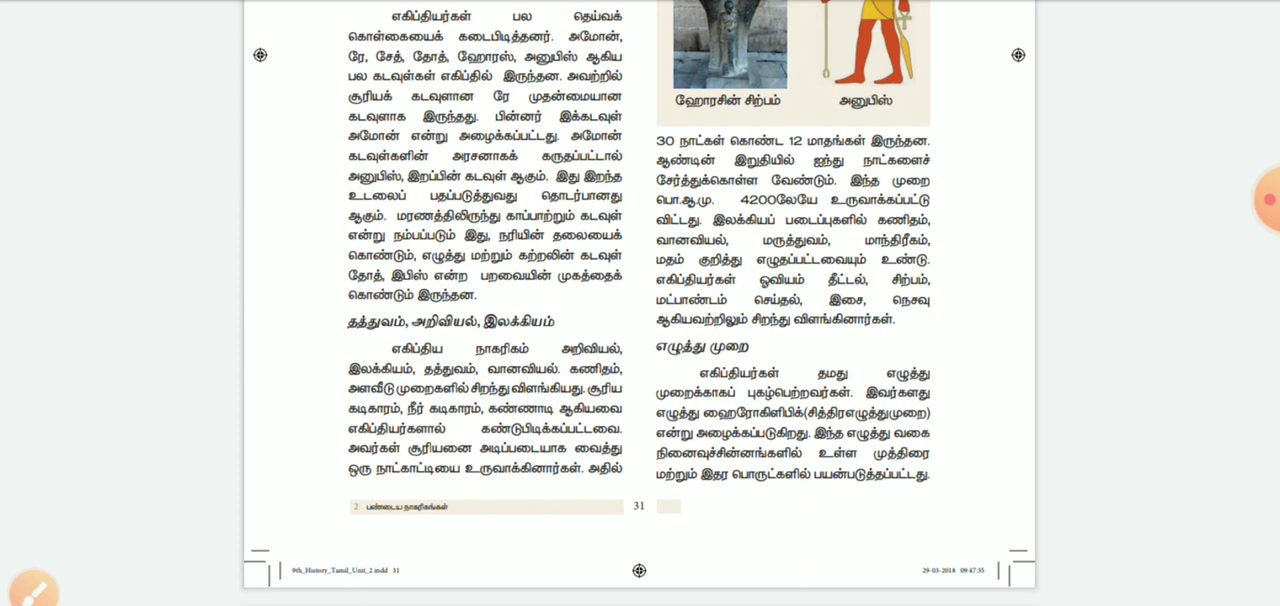 எகிப்தியர்கள் பல தெய்வக்
கொள்கையைக் கடைபிடித்தனர். அமோன்,
ரே, சேத், தோத், ஹோரஸ், அனுபிஸ் ஆகிய
பல கடவுள்கள் எகிப்தில் இருந்தன. அவற்றில்
சூரியக் கடவுளான ரே முதன்மையான
கடவுளாக இருந்தது. பின்னர் இக்கடவுள்
அமோன் என்று அழைக்கப்பட்டது. அமோன்
கடவுள்களின் அரசனாகக் கருதப்பட்டால்
அனுபிஸ், இறப்பின் கடவுள் ஆகும். இது இறந்த
உடலைப் பதப்படுத்துவது தொடர்பானது
ஆகும். மரணத்திலிருந்து காப்பாற்றும் கடவுள்
என்று நம்பப்படும் இது, நரியின் தலையைக்
கொண்டும், எழுத்து மற்றும் கற்றலின் கடவுள்
தோத், இபிஸ் என்ற பறவையின் முகத்தைக்
கொண்டும் இருந்தன.
தத்துவம், அறிவியல், இலக்கியம்
எகிப்திய நாகரிகம் அறிவியல்,
இலக்கியம், தத்துவம், வானவியல். கணிதம்,
அளவீடு முறைகளில் சிறந்து விளங்கியது. சூரிய
கடிகாரம், நீர் கடிகாரம், கண்ணாடி ஆகியவை
எகிப்தியர்களால் கண்டுபிடிக்கப்பட்டவை.
அவர்கள் சூரியனை அடிப்படையாக வைத்து
ஒரு நாட்காட்டியை உருவாக்கினார்கள். அதில்
ஹோரசின் சிற்பம்
அனுபிஸ்
30 நாட்கள் கொண்ட 12 மாதங்கள் இருந்தன.
ஆண்டின் இறுதியில் ஐந்து நாட்களைச்
சேர்த்துக்கொள்ள வேண்டும். இந்த முறை
பொ.ஆ.மு. 4200லேயே உருவாக்கப்பட்டு
விட்டது. இலக்கியப் படைப்புகளில் கணிதம்,
வானவியல், மருத்துவம், மாந்திரீகம்,
மதம் குறித்து எழுதப்பட்டவையும் உண்டு.
எகிப்தியர்கள் ஓவியம் தீட்டல், சிற்பம்,
மட்பாண்டம் செய்தல், இசை, நெசவு
ஆகியவற்றிலும் சிறந்து விளங்கினார்கள்.
எழுத்து முறை
எகிப்தியர்கள் தமது எழுத்து
முறைக்காகப் புகழ்பெற்றவர்கள். இவர்களது
எழுத்து ஹைரோகிளிபிக்(சித்திரஎழுத்துமுறை)
என்று அழைக்கப்படுகிறது. இந்த எழுத்து வகை
நினைவுச்சின்னங்களில் உள்ள முத்திரை
மற்றும் இதர பொருட்களில் பயன்படுத்தப்பட்டது.
2 பண்டைய நாகரிகங்கள்
31
9th_History_Tamil_Unit_2.indd 31
29-03-2018 09:47:35